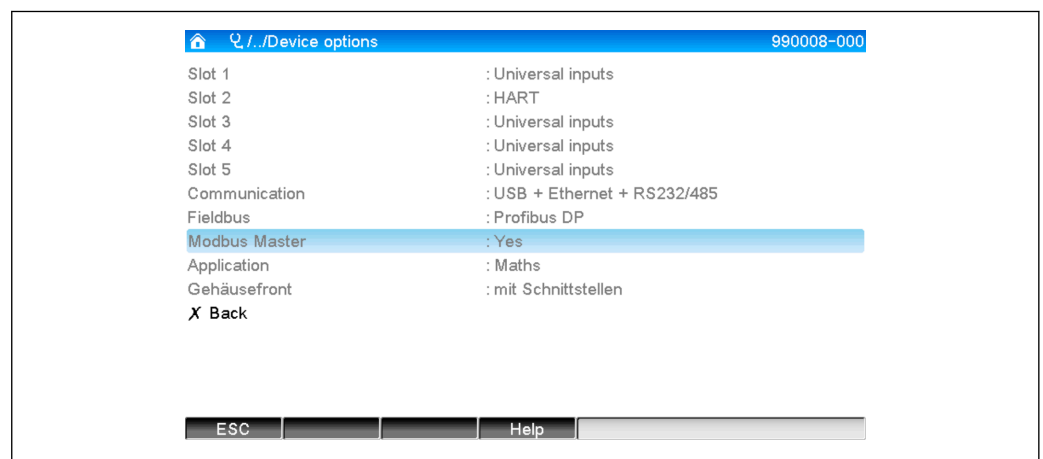 /../Device options 990008-000
Slot 1 : Universal inputs
Slot 2 : HART
Slot 3 : Universal inputs
Slot 4 : Universal inputs
Slot 5 : Universal inputs
Communication : USB + Ethernet + RS232/485
Fieldbus : Profibus DP
Modbus Master : Yes
Application : Maths
Gehäusefront : mit Schnittstellen
X Back
ESC Help